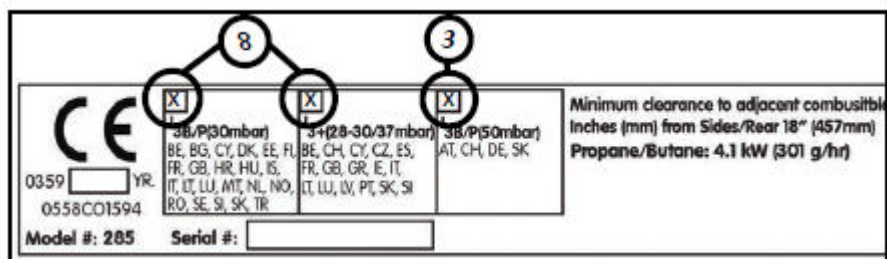 8 3
X X X
CE
3B/P(30mbar)
BE, BG, CY, DK, EE, FI,
FR, GB, HR, HU, IS,
IT, LT, LU, MT, NL, NO,
RO, SE, SI, SK, TR
3+(28-30/37mbar)
BE, CH, CY, CZ, ES,
FR, GB, GR, IE, IT,
LT, LU, LV, PT, SK, SI
3B/P(50mbar)
AT, CH, DE, SK
Minimum clearance to adjacent combusitble
Inches (mm) from Sides/Rear 18" (457mm)
Propane/Butane: 4.1 kW (301 g/hr)
0359 YR.
0558CO1594
Model #: 285 Serial #: